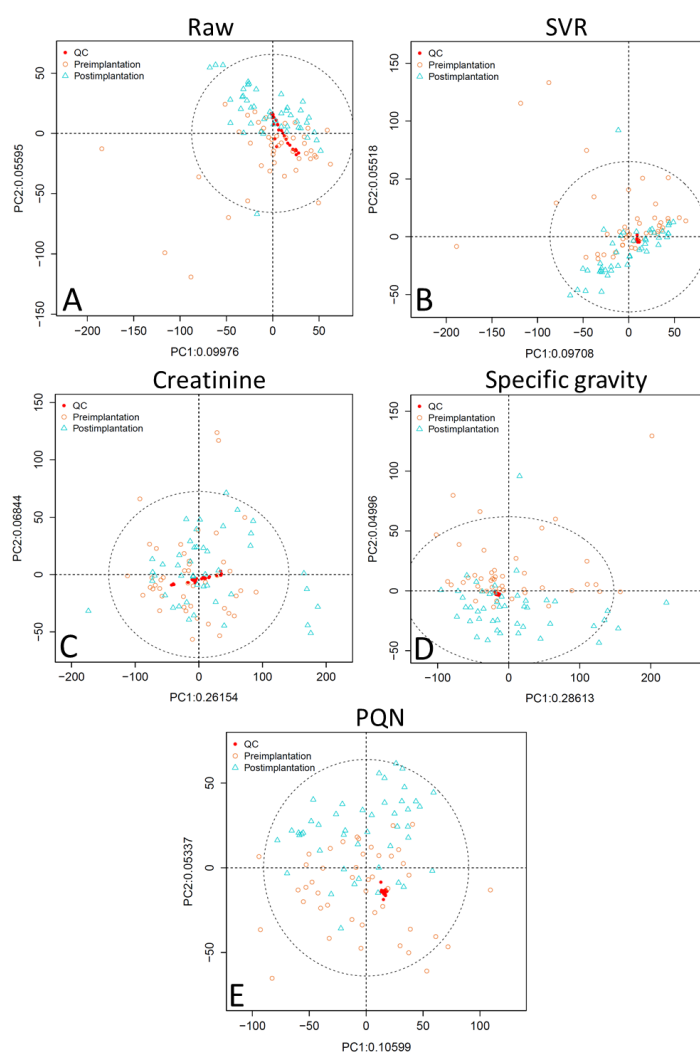 Raw
QC
Preimplantation
Postimplantation
50
0
−50
−100
−150
PC2:0.05595
A
−200
−150
−100
−50
0
50
PC1:0.09976
SVR
QC
Preimplantation
Postimplantation
150
100
50
0
−50
PC2:0.05518
B
−200
−150
−100
−50
0
50
PC1:0.09708
Creatinine
QC
Preimplantation
Postimplantation
150
100
50
0
−50
PC2:0.06844
C
−200
−100
0
100
200
PC1:0.26154
Specific gravity
QC
Preimplantation
Postimplantation
150
100
50
0
−50
PC2:0.04996
D
−100
0
100
200
PC1:0.28613
PQN
QC
Preimplantation
Postimplantation
50
0
−50
PC2:0.05337
E
−100
−50
0
50
100
PC1:0.10599